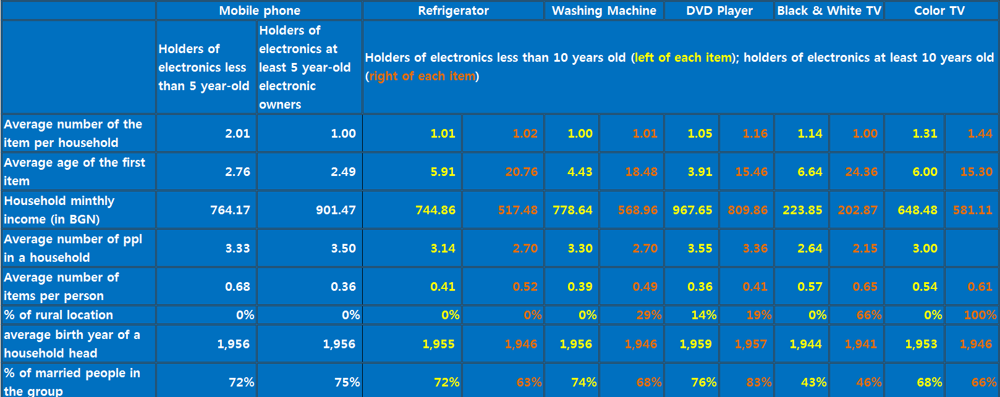 Mobile phone Refrigerator Washing Machine DVD Player Black & White TV Color TV
Holders of
electronics less
than 5 year-old
Holders of
electronics at
least 5 year-old
electronic
owners
Holders of electronics less than 10 years old (left of each item); holders of electronics at least 10 years old
(right of each item)
Average number of the
item per household
2.01 1.00 1.01 1.02 1.00 1.01 1.05 1.16 1.14 1.00 1.31 1.44
Average age of the first
item
2.76 2.49 5.91 20.76 4.43 18.48 3.91 15.46 6.64 24.36 6.00 15.30
Household minthly
income (in BGN)
764.17 901.47 744.86 517.48 778.64 568.96 967.65 809.86 223.85 202.87 648.48 581.11
Average number of ppl
in a household
3.33 3.50 3.14 2.70 3.30 2.70 3.55 3.36 2.64 2.15 3.00
Average number of
items per person
0.68 0.36 0.41 0.52 0.39 0.49 0.36 0.41 0.57 0.65 0.54 0.61
% of rural location 0% 0% 0% 0% 0% 29% 14% 19% 0% 66% 0% 100%
average birth year of a
household head
1,956 1,956 1,955 1,946 1,956 1,946 1,959 1,957 1,944 1,941 1,953 1,946
% of married people in
the group
72% 75% 72% 63% 74% 68% 76% 83% 43% 46% 68% 66%